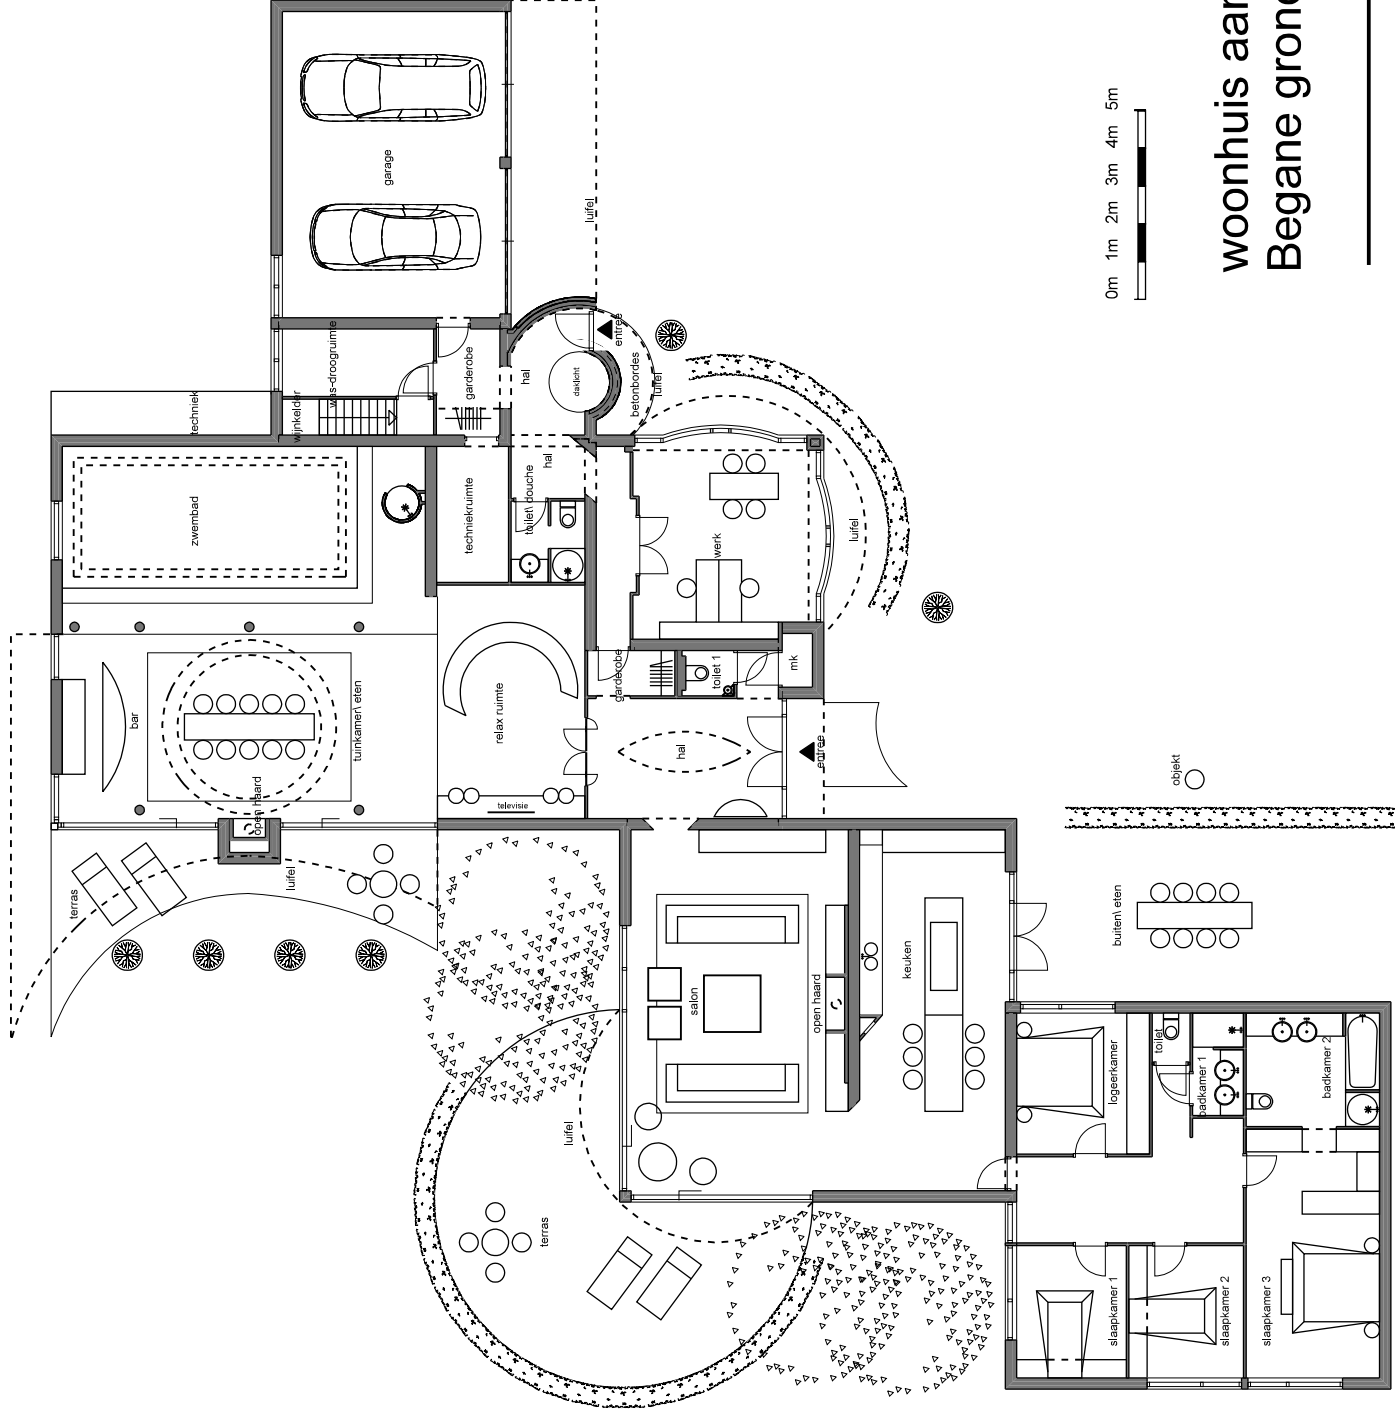 woonhuis aan
Begane grond
0m 1m 2m 3m 4m 5m
garage
luifel
was-droogruimte
wijnkelder
techniek
garderobe
hal
daklicht
entree
betonbordes
luifel
zwembad
techniekruimte
toilet\ douche
hal
werk
luifel
bar
tuinkamer\ eten
open haard
relax ruimte
televisie
garderobe
toilet 1
mk
hal
entree
objekt
terras
luifel
salon
open haard
keuken
buiten\ eten
luifel
terras
logeerkamer
toilet
badkamer 1
badkamer 2
slaapkamer 1
slaapkamer 2
slaapkamer 3